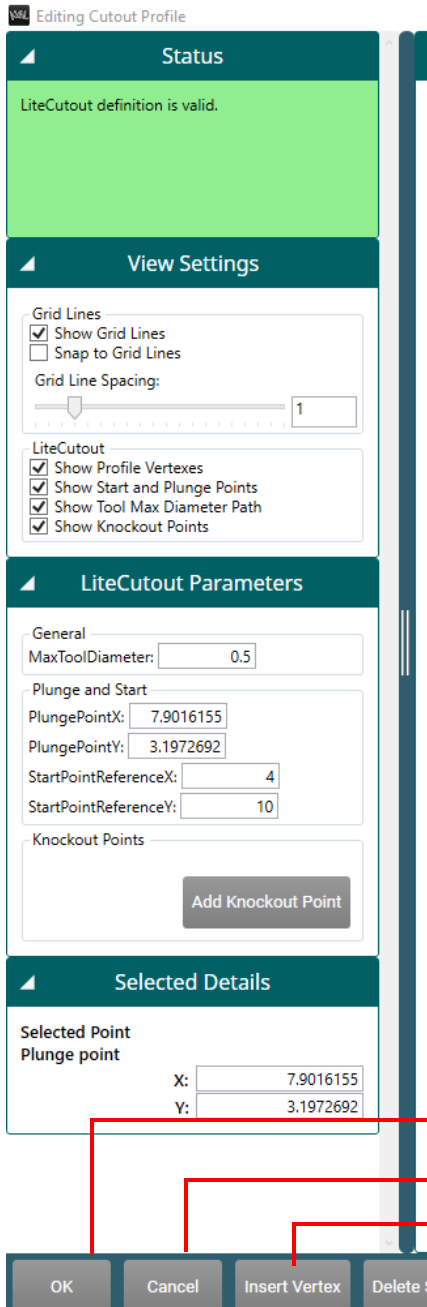 Editing Cutout Profile
Status
LiteCutout definition is valid.
View Settings
Grid Lines
Show Grid Lines
Snap to Grid Lines
Grid Line Spacing:
1
LiteCutout
Show Profile Vertexes
Show Start and Plunge Points
Show Tool Max Diameter Path
Show Knockout Points
LiteCutout Parameters
General
MaxToolDiameter: 0.5
Plunge and Start
PlungePointX: 7.9016155
PlungePointY: 3.1972692
StartPointReferenceX: 4
StartPointReferenceY: 10
Knockout Points
Add Knockout Point
Selected Details
Selected Point
Plunge point
X: 7.9016155
Y: 3.1972692
OK Cancel Insert Vertex Delete